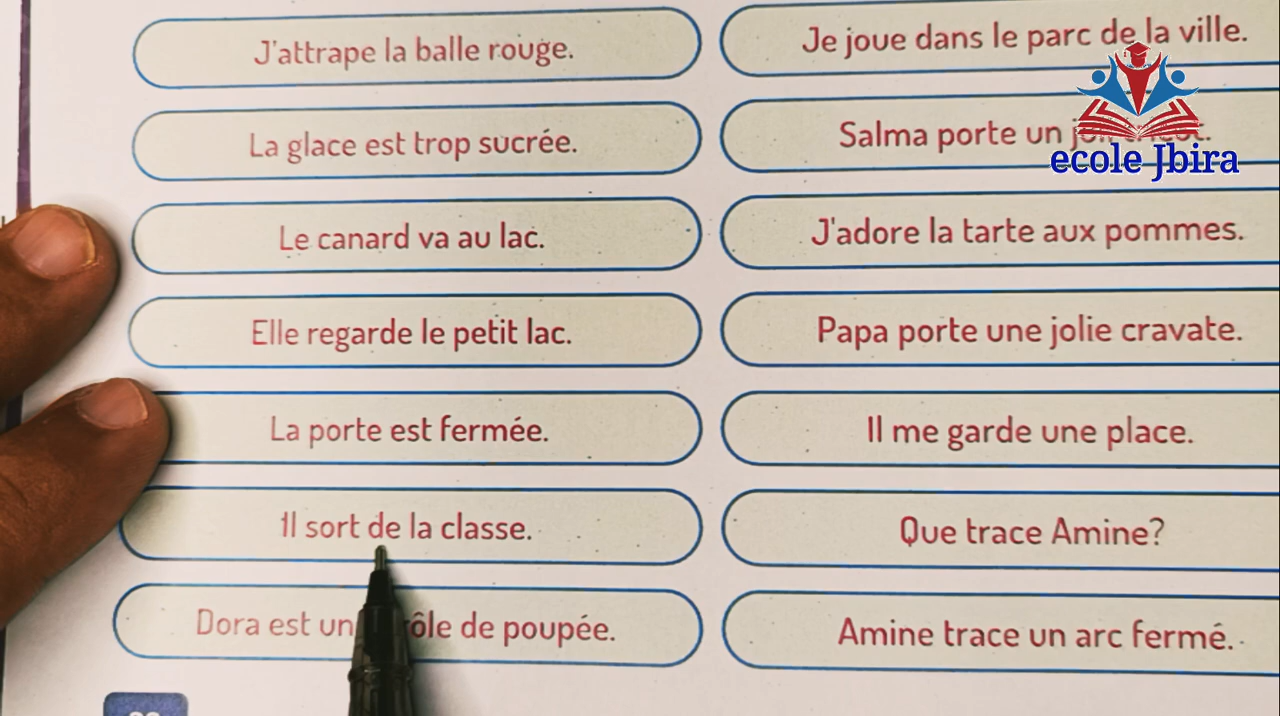 J'attrape la balle rouge.
La glace est trop sucrée.
Le canard va au lac.
Elle regarde le petit lac.
La porte est fermée.
Il sort de la classe.
Dora est de poupée.
Je joue dans le parc de la ville.
Salma porte un
J'adore la tarte aux pommes.
Papa porte une jolie cravate.
Il me garde une place.
Que trace Amine?
Amine trace un arc fermé.
ecole Jbira